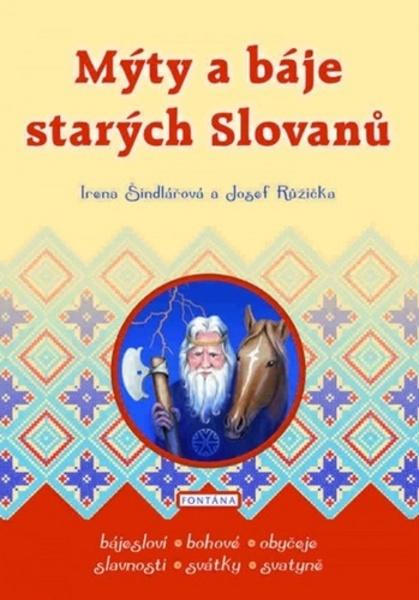 Mýty a báje
starých Slovanů
Irena Šindlářová a Josef Růžička
FONTÁNA
bájesloví • bohové • obyčeje
slavnosti • svátky • svatyně